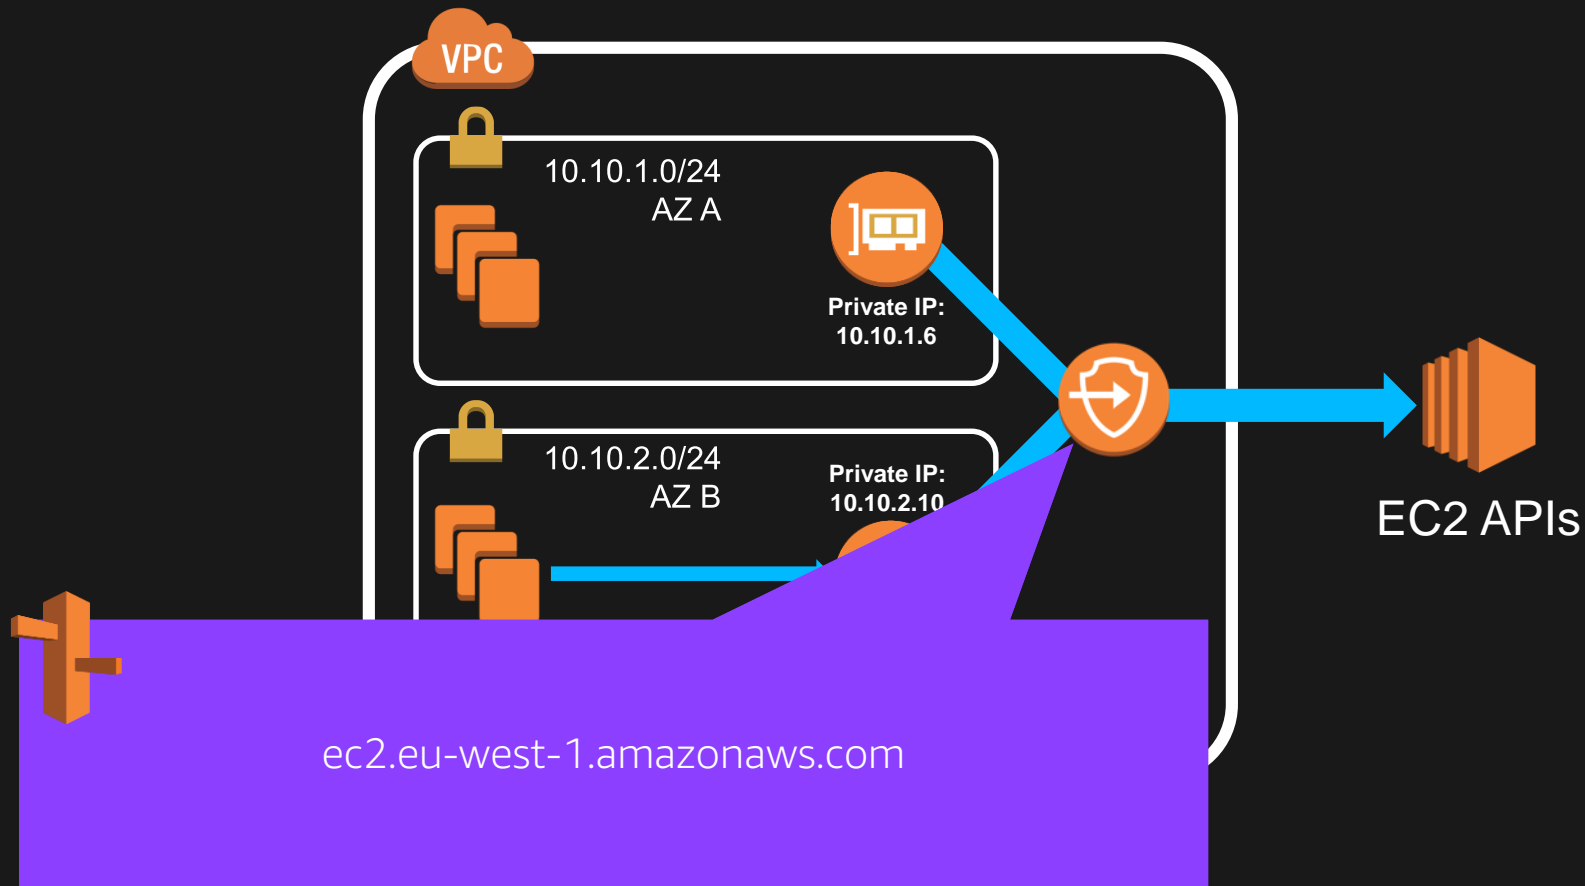 VPC
10.10.1.0/24
AZ A
Private IP:
10.10.1.6
10.10.2.0/24
AZ B
Private IP:
10.10.2.10
EC2 APIs
ec2.eu-west-1.amazonaws.com